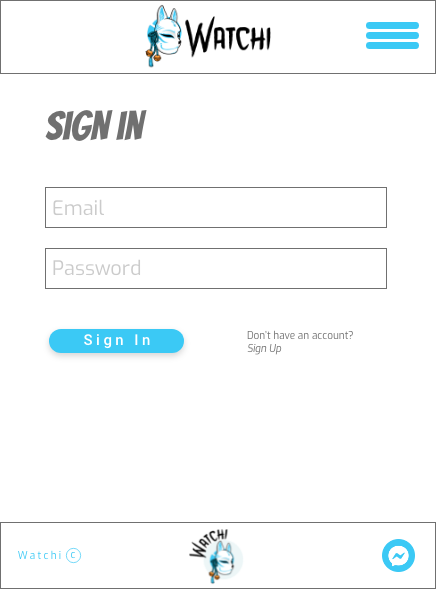 WATCHI
SIGN IN
Email
Password
Sign In
Don't have an account?
Sign Up
Watchi C
WATCHI